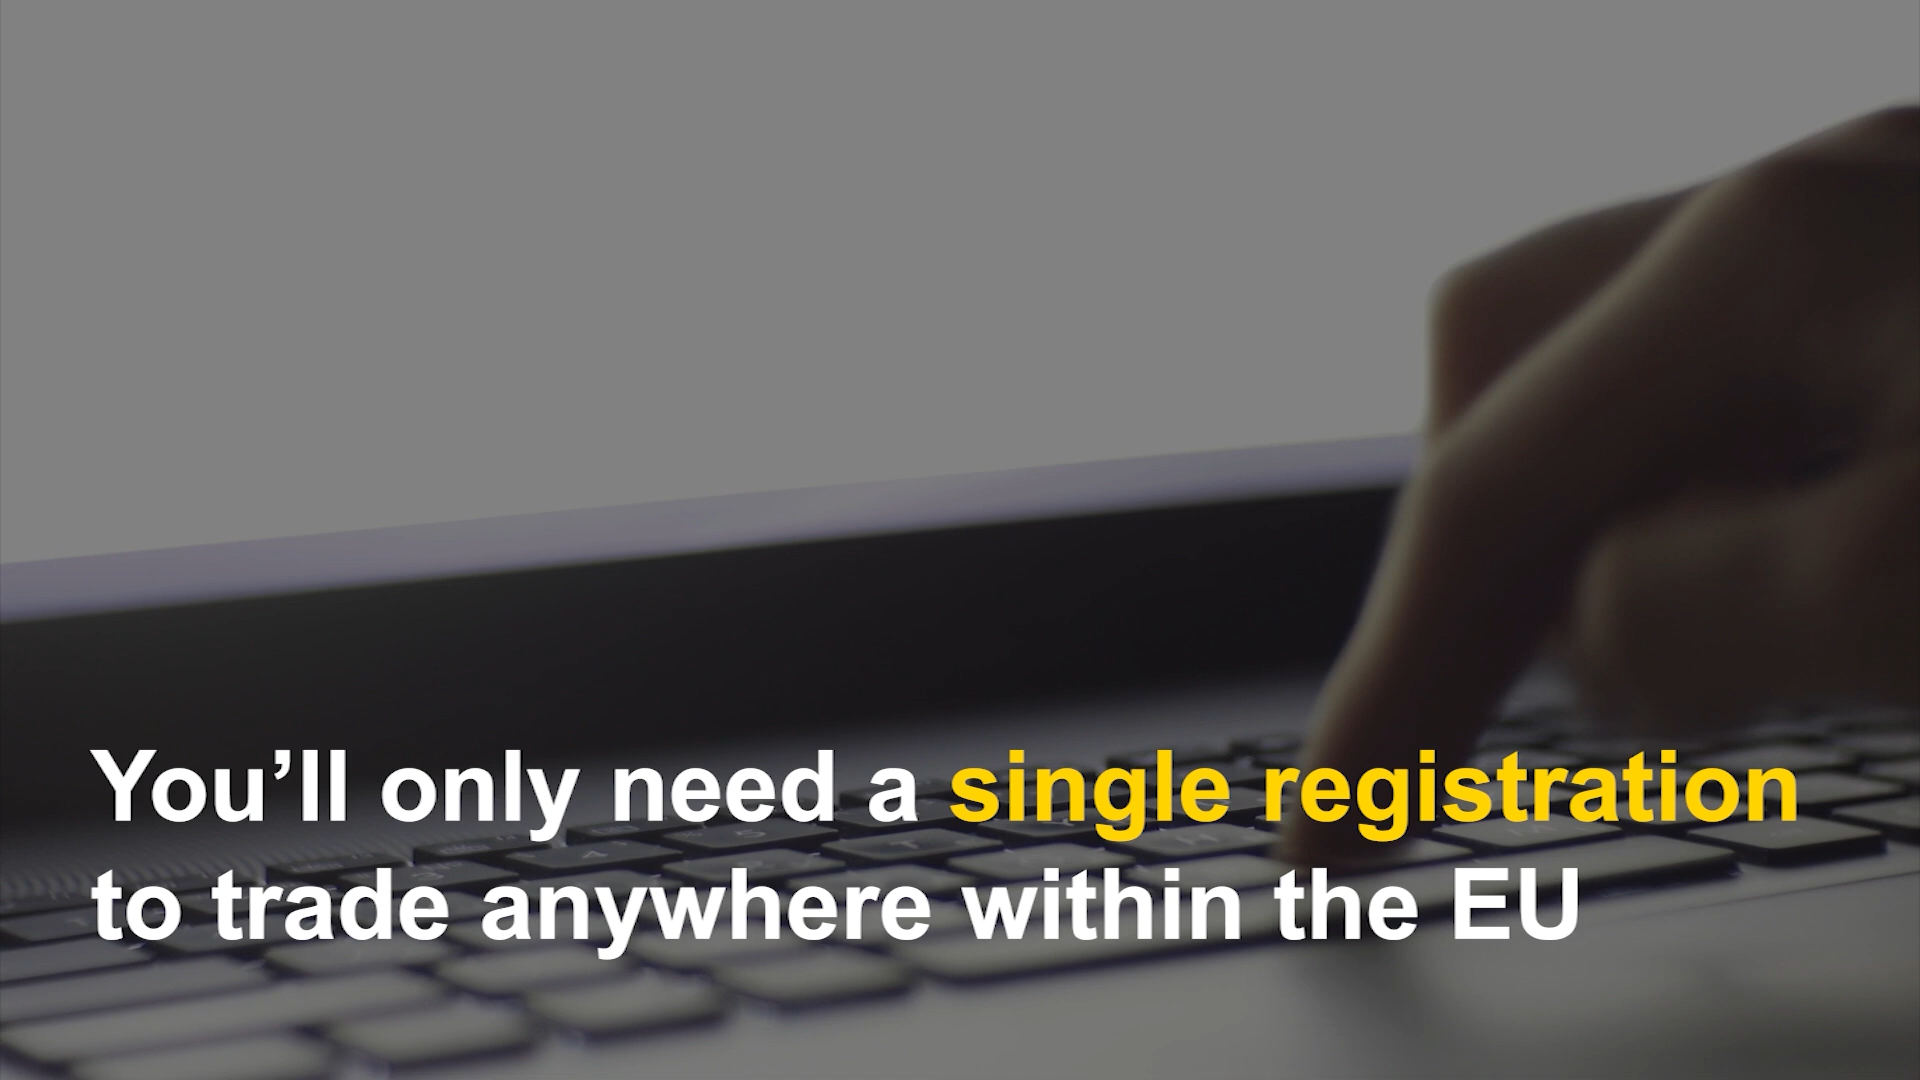 You’ll only need a single registration
to trade anywhere within the EU